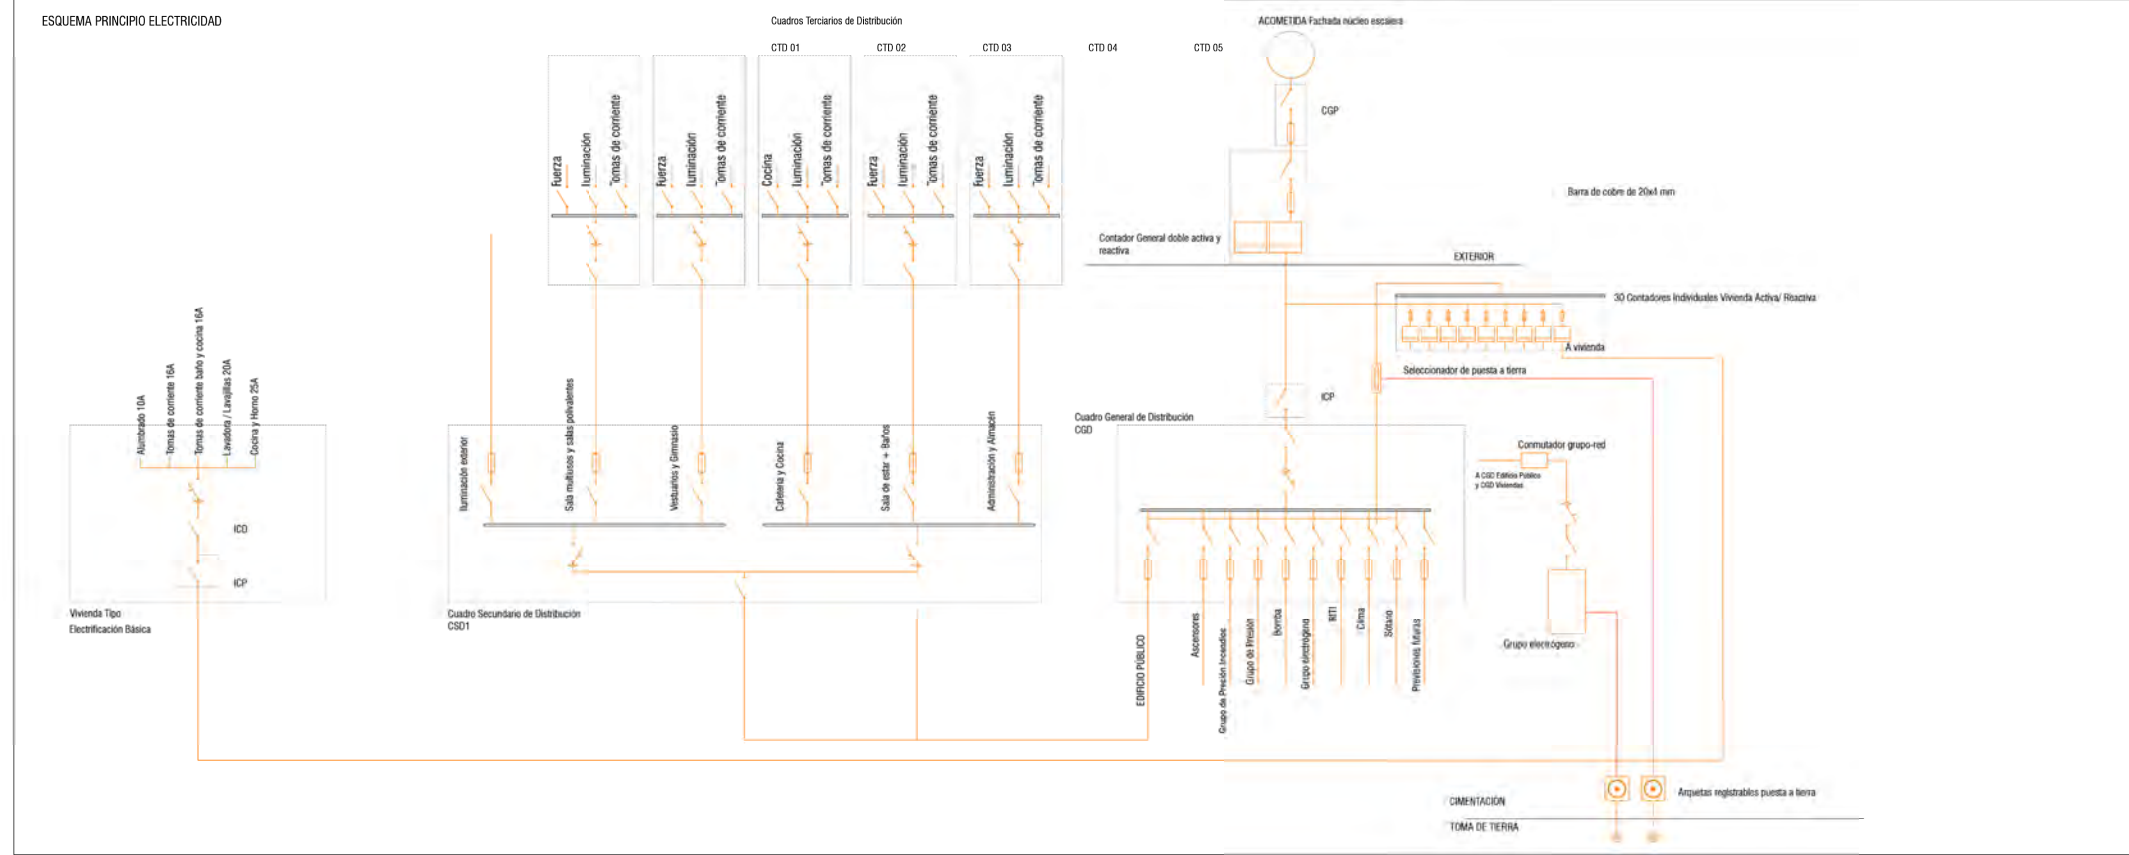 ESQUEMA PRINCIPIO ELECTRICIDAD
Cuadros Terciarios de Distribución
ACOMETIDA Fachada núcleo escalera
CTD 01
CTD 02
CTD 03
CTD 04
CTD 05
CGP
Fuerza
Iluminación
Tomas de corriente
Fuerza
Iluminación
Tomas de corriente
Cocina
Iluminación
Tomas de corriente
Fuerza
Iluminación
Tomas de corriente
Fuerza
Iluminación
Tomas de corriente
Barra de cobre de 20x4 mm
Contador General doble activa y
reactiva
EXTERIOR
30 Contadores Individuales Vivienda Activa/ Reactiva
A vivienda
Seleccionador de puesta a tierra
ICP
Cuadro General de Distribución
CGD
Conmutador grupo-red
A CGD Edificio Público
y CGD Viviendas
Grupo electrógeno
Alumbrado 10A
Tomas de corriente 16A
Tomas de corriente baño y cocina 16A
Lavadora / Lavajillas 20A
Cocina y Horno 25A
ICD
ICP
Vivienda Tipo
Electrificación Básica
Iluminación exterior
Sala multiusos y salas polivalentes
Vestuarios y Gimnasio
Cafeteria y Cocina
Sala de estar + Baños
Administración y Almacén
Cuadro Secundario de Distribución
CSD1
EDIFICIO PÚBLICO
Ascensores
Grupo de Presión Incendios
Grupo de Presión
Bomba
Grupo electrógeno
RITI
Clima
Sótano
Previsiones futuras
Arquetas registrables puesta a tierra
CIMENTACIÓN
TOMA DE TIERRA